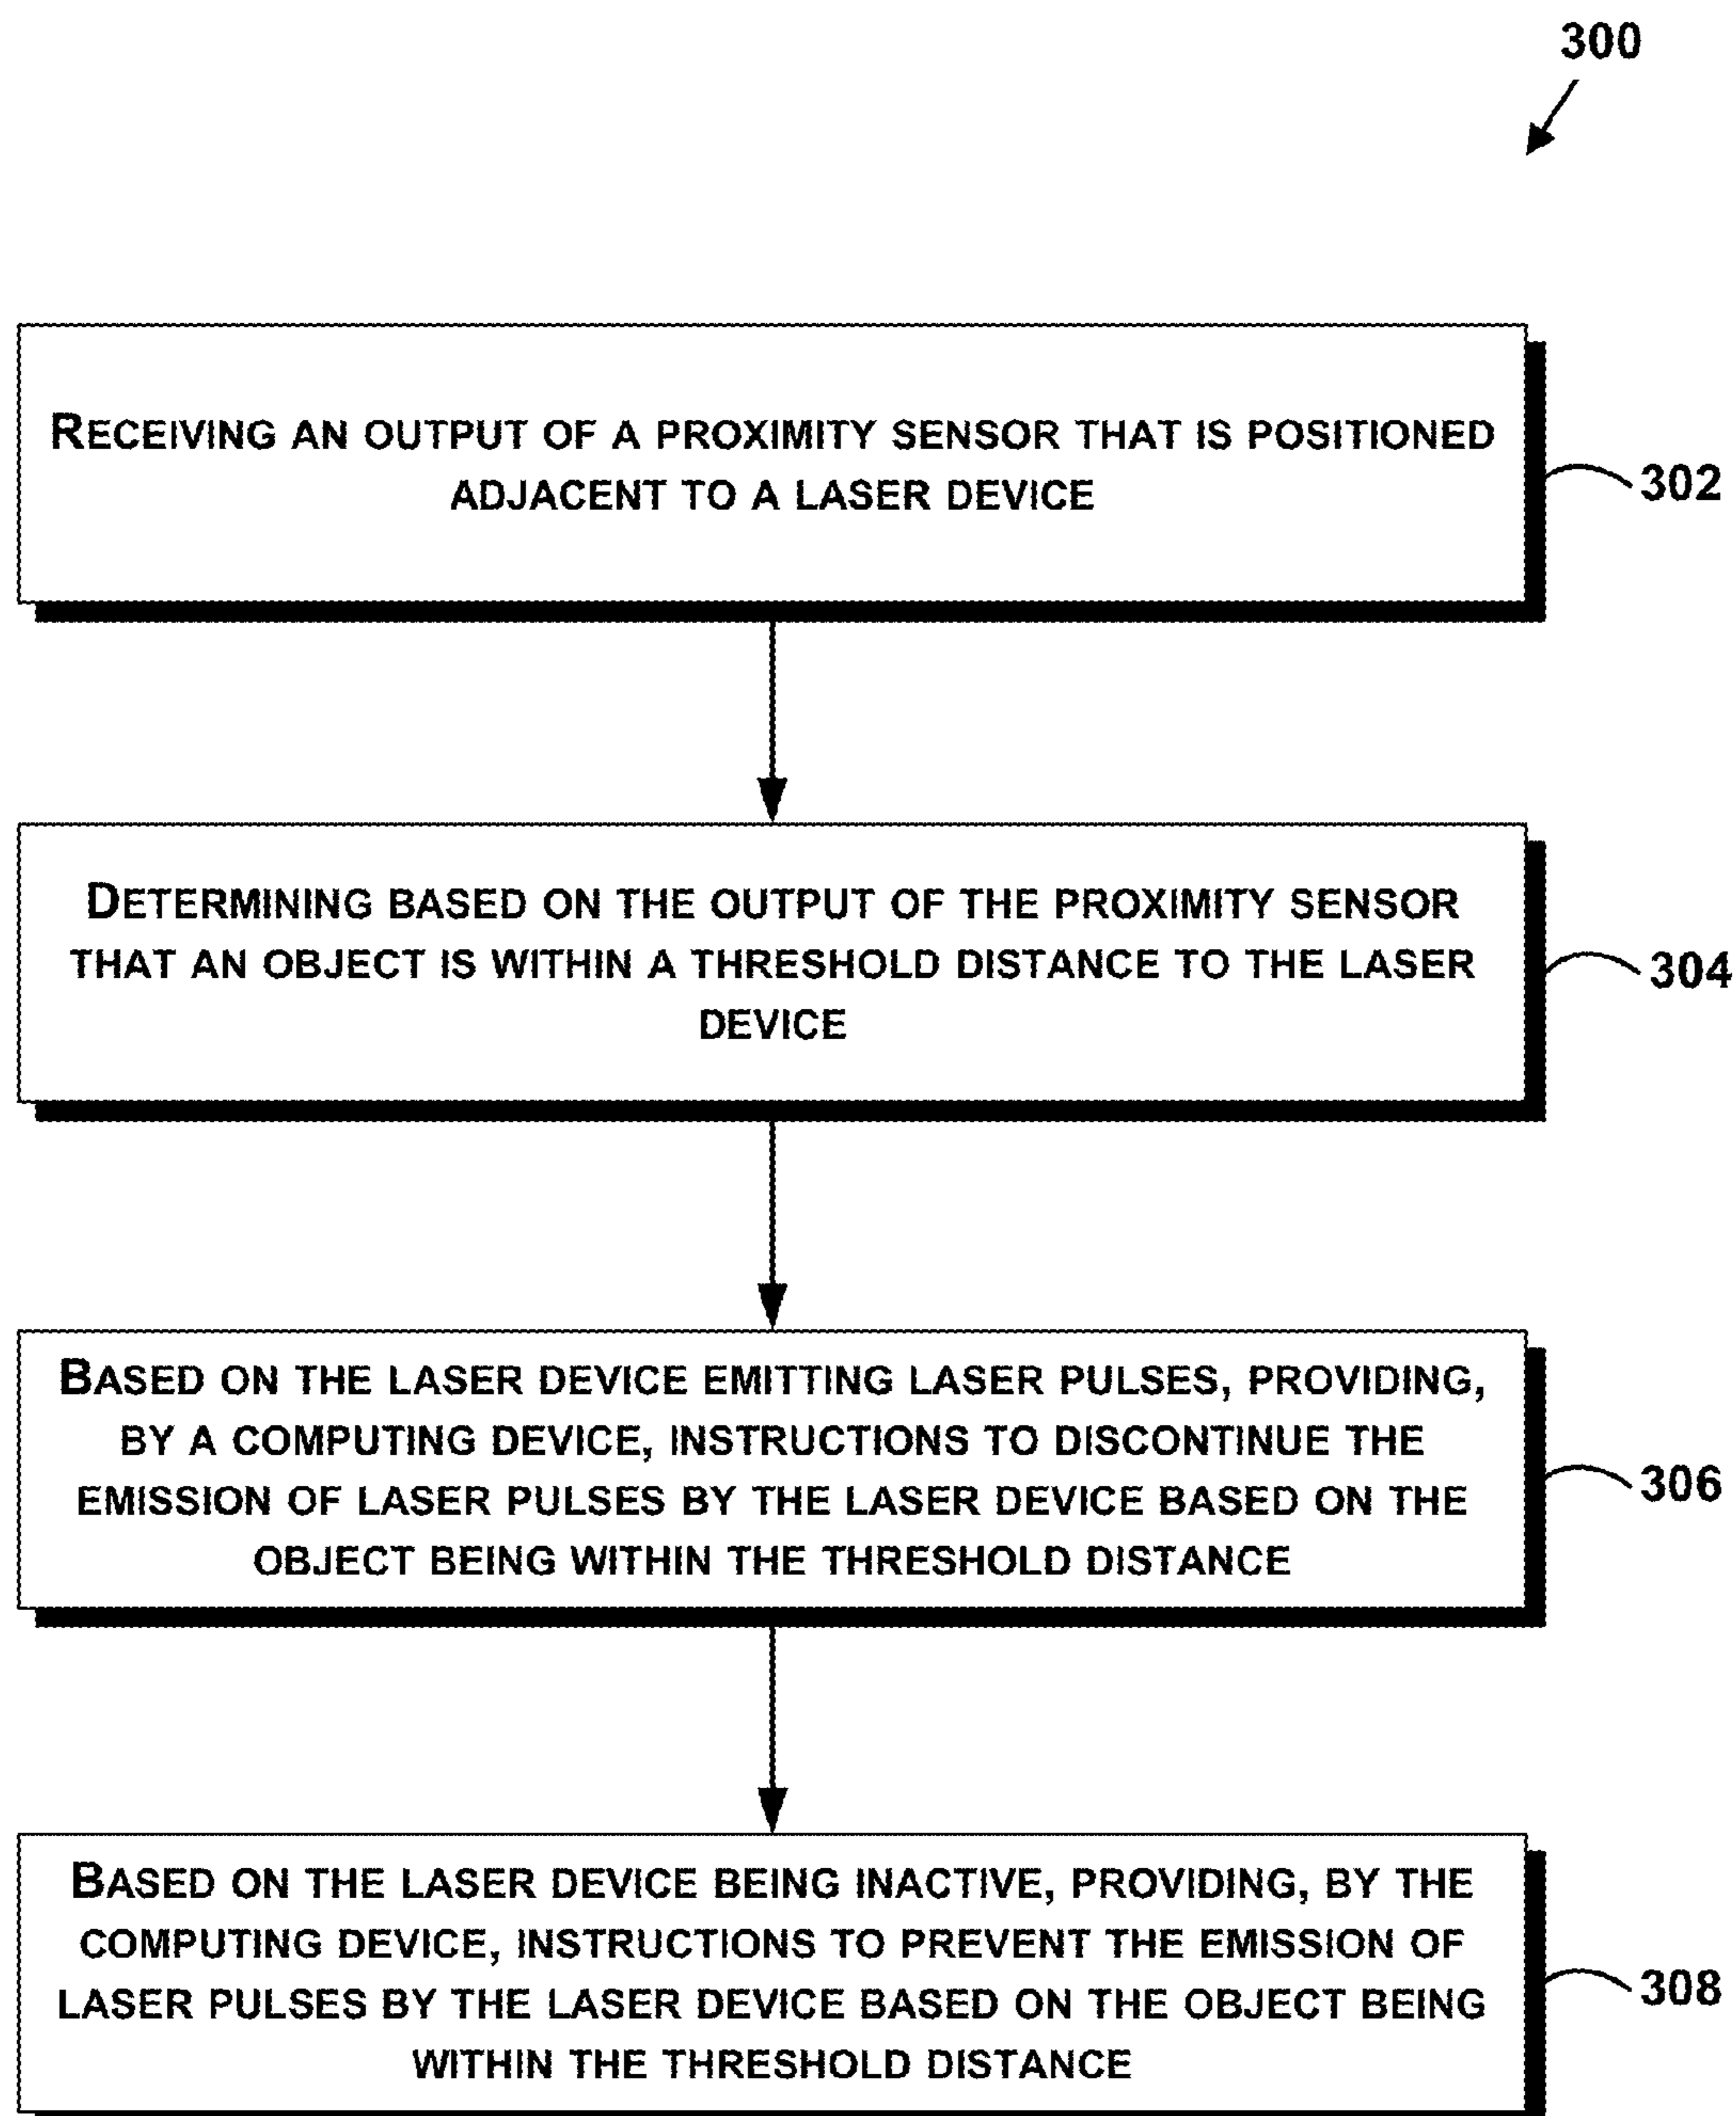 300
RECEIVING AN OUTPUT OF A PROXIMITY SENSOR THAT IS POSITIONED
ADJACENT TO A LASER DEVICE
302
DETERMINING BASED ON THE OUTPUT OF THE PROXIMITY SENSOR
THAT AN OBJECT IS WITHIN A THRESHOLD DISTANCE TO THE LASER
DEVICE
304
BASED ON THE LASER DEVICE EMITTING LASER PULSES, PROVIDING,
BY A COMPUTING DEVICE, INSTRUCTIONS TO DISCONTINUE THE
EMISSION OF LASER PULSES BY THE LASER DEVICE BASED ON THE
OBJECT BEING WITHIN THE THRESHOLD DISTANCE
306
BASED ON THE LASER DEVICE BEING INACTIVE, PROVIDING, BY THE
COMPUTING DEVICE, INSTRUCTIONS TO PREVENT THE EMISSION OF
LASER PULSES BY THE LASER DEVICE BASED ON THE OBJECT BEING
WITHIN THE THRESHOLD DISTANCE
308